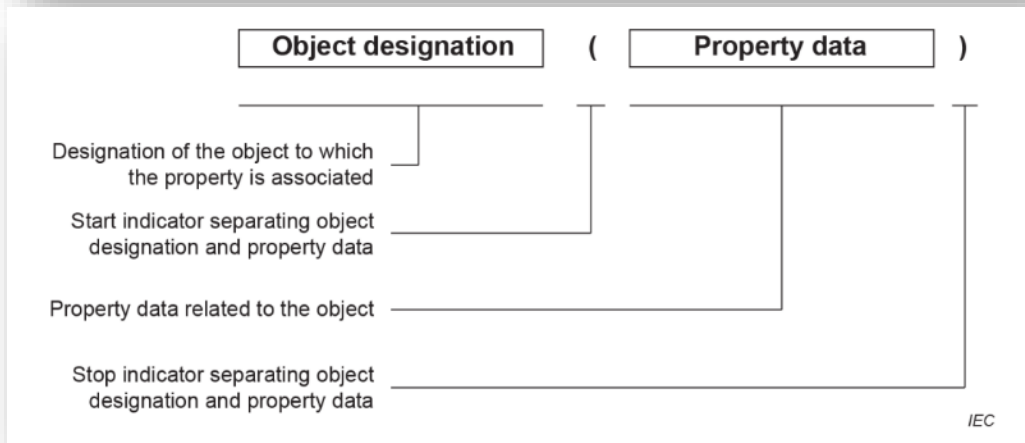 Object designation ( Property data )
Designation of the object to which
the property is associated
Start indicator separating object
designation and property data
Property data related to the object
Stop indicator separating object
designation and property data
IEC